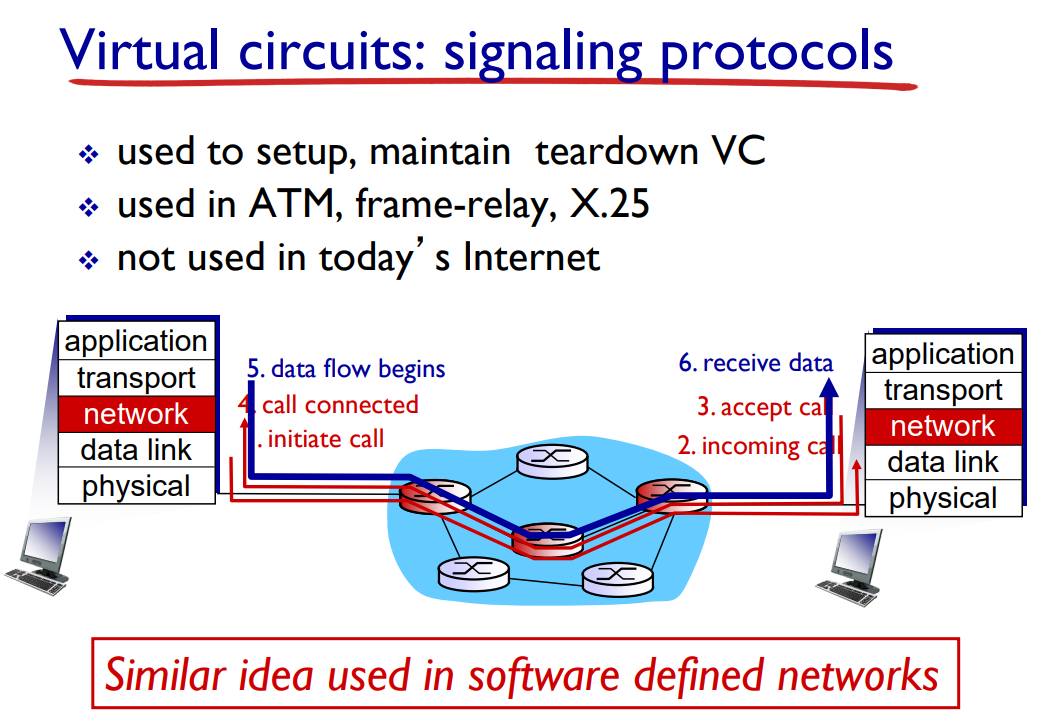 Virtual circuits: signaling protocols
used to setup, maintain teardown VC
used in ATM, frame-relay, X.25
not used in today’s Internet
application
transport
network
data link
physical
5. data flow begins
4. call connected
. initiate call
6. receive data
3. accept call
2. incoming call
application
transport
network
data link
physical
Similar idea used in software defined networks